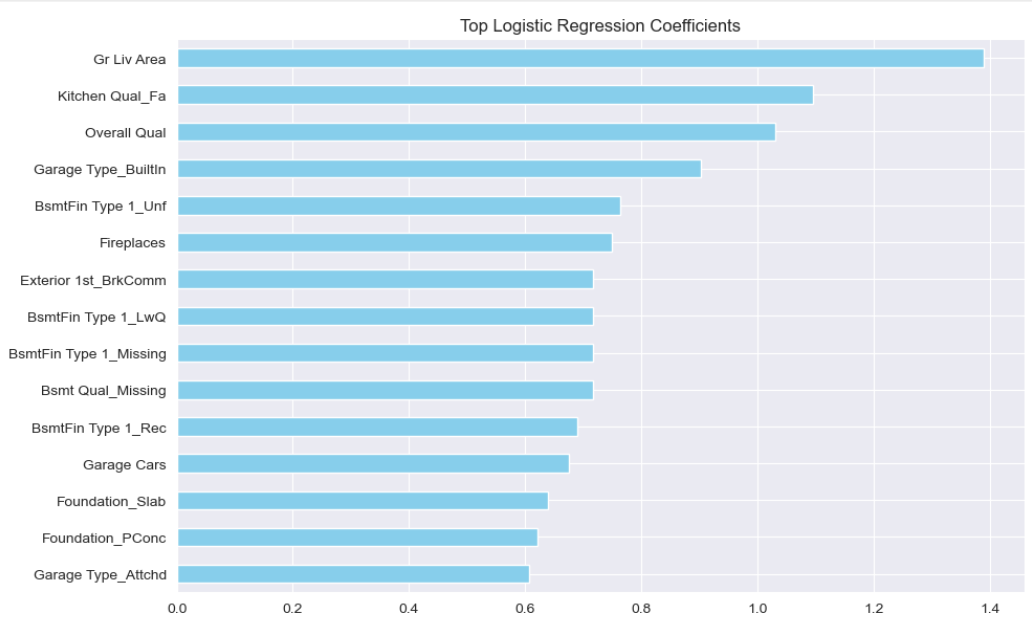 Top Logistic Regression Coefficients
Gr Liv Area
Kitchen Qual_Fa
Overall Qual
Garage Type_BuiltIn
BsmtFin Type 1_Unf
Fireplaces
Exterior 1st_BrkComm
BsmtFin Type 1_LwQ
BsmtFin Type 1_Missing
Bsmt Qual_Missing
BsmtFin Type 1_Rec
Garage Cars
Foundation_Slab
Foundation_PConc
Garage Type_Attchd
0.0 0.2 0.4 0.6 0.8 1.0 1.2 1.4